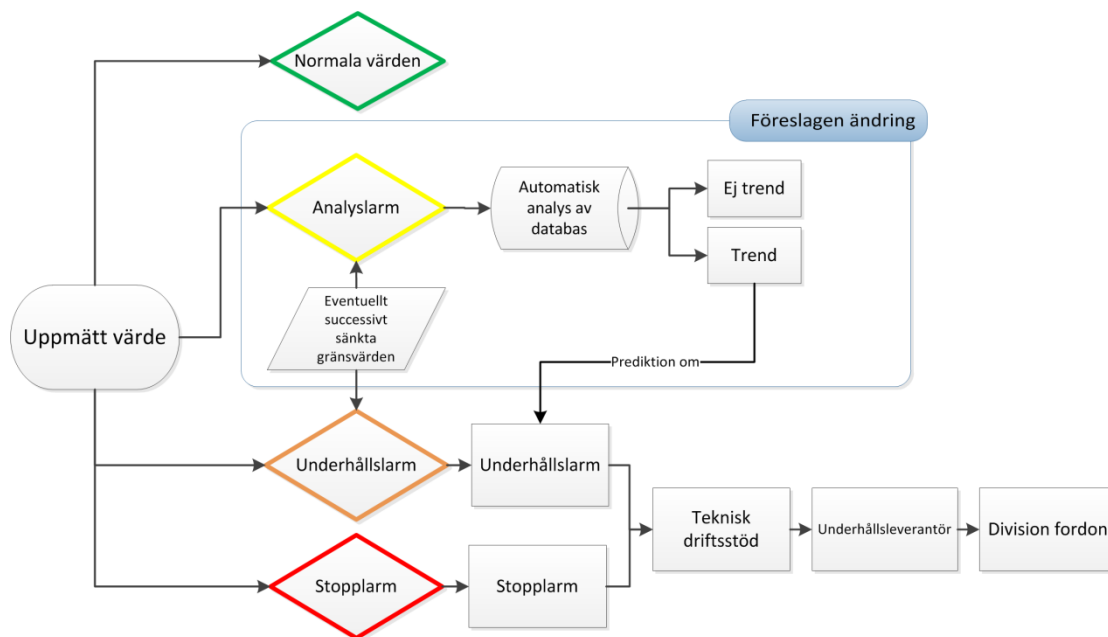 Normala värden
Föreslagen ändring
Analyslarm
Automatisk
analys av
databas
Ej trend
Trend
Eventuellt
successivt
sänkta
gränsvärden
Uppmätt värde
Prediktion om
Underhållslarm
Underhållslarm
Teknisk
driftsstöd
Underhållsleverantör
Division fordon
Stopplarm
Stopplarm